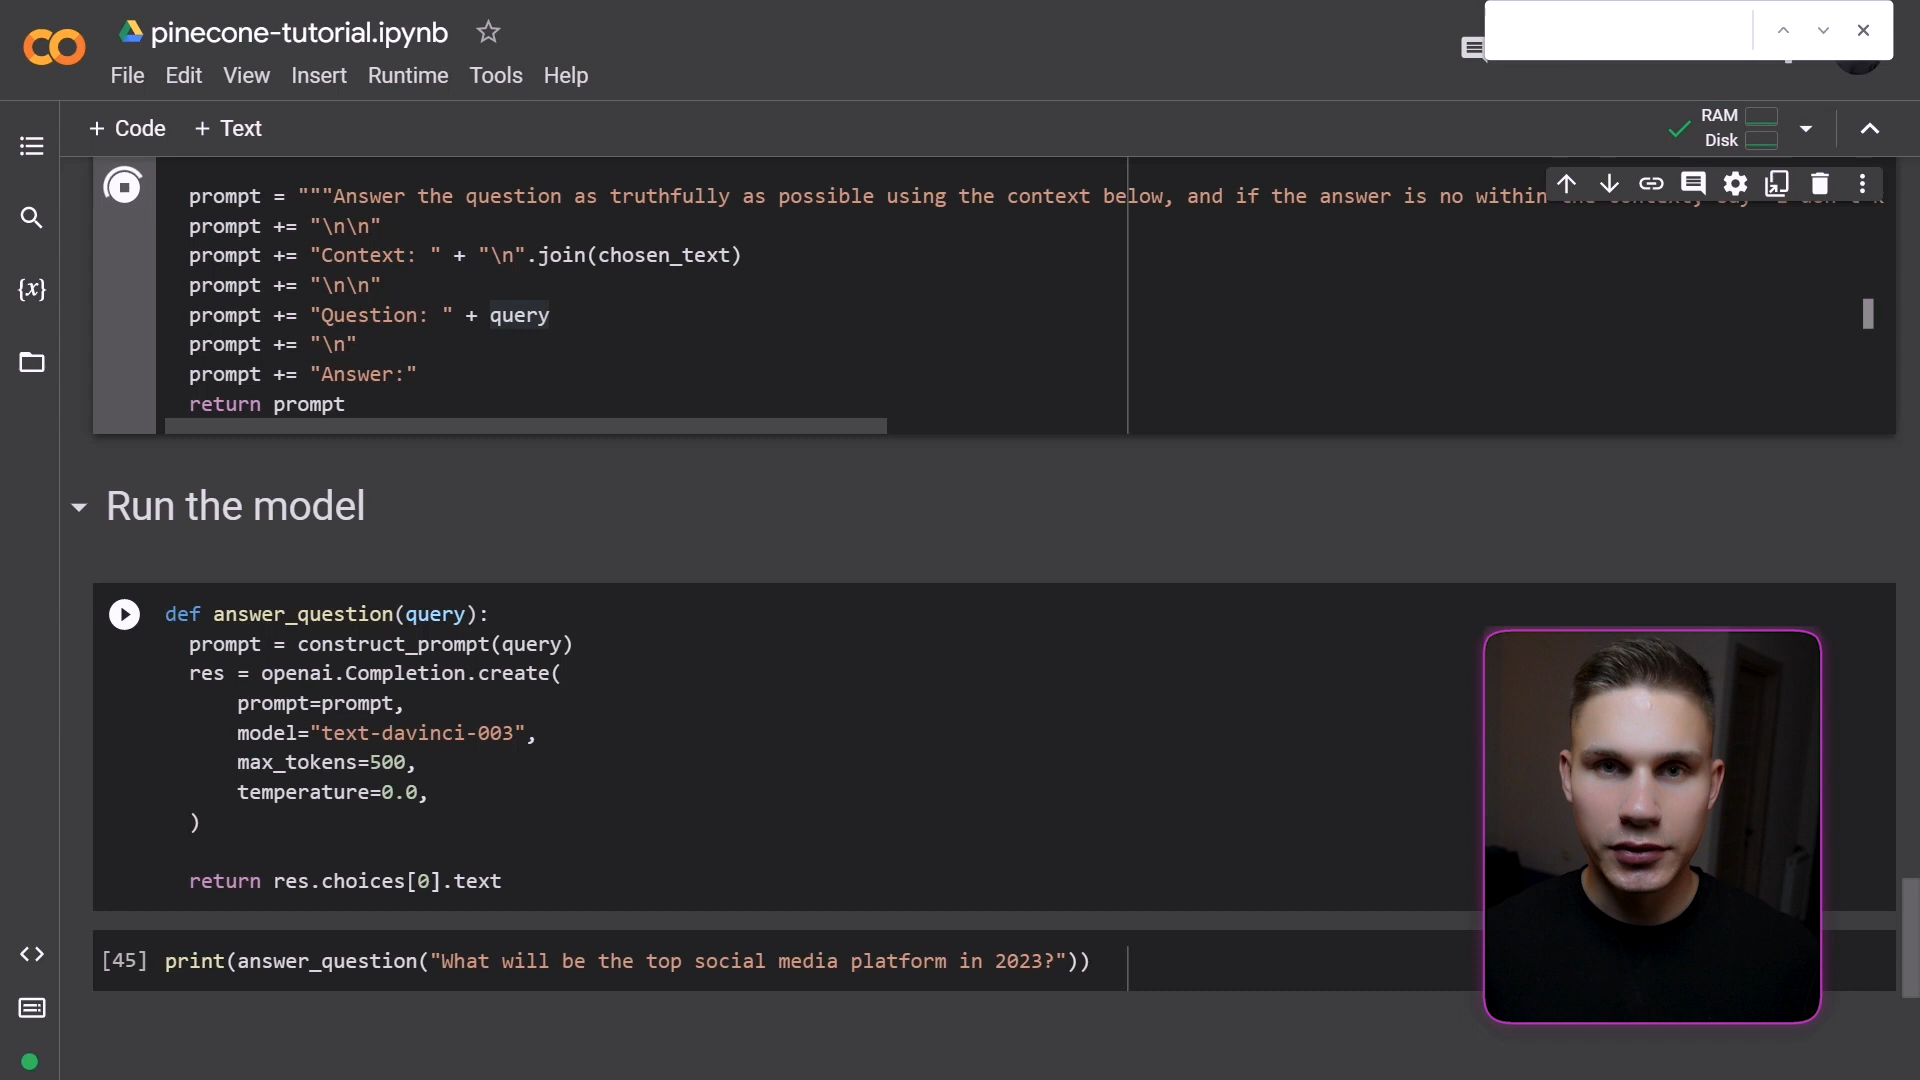 pinecone-tutorial.ipynb
File Edit View Insert Runtime Tools Help
+ Code + Text
RAM
Disk
{x}
prompt = """Answer the question as truthfully as possible using the context below, and if the answer is no within
prompt += "\n\n"
prompt += "Context: " + "\n".join(chosen_text)
prompt += "\n\n"
prompt += "Question: " + query
prompt += "\n"
prompt += "Answer:"
return prompt
Run the model
def answer_question(query):
prompt = construct_prompt(query)
res = openai.Completion.create(
prompt=prompt,
model="text-davinci-003",
max_tokens=500,
temperature=0.0,
)
return res.choices[0].text
[45] print(answer_question("What will be the top social media platform in 2023?"))